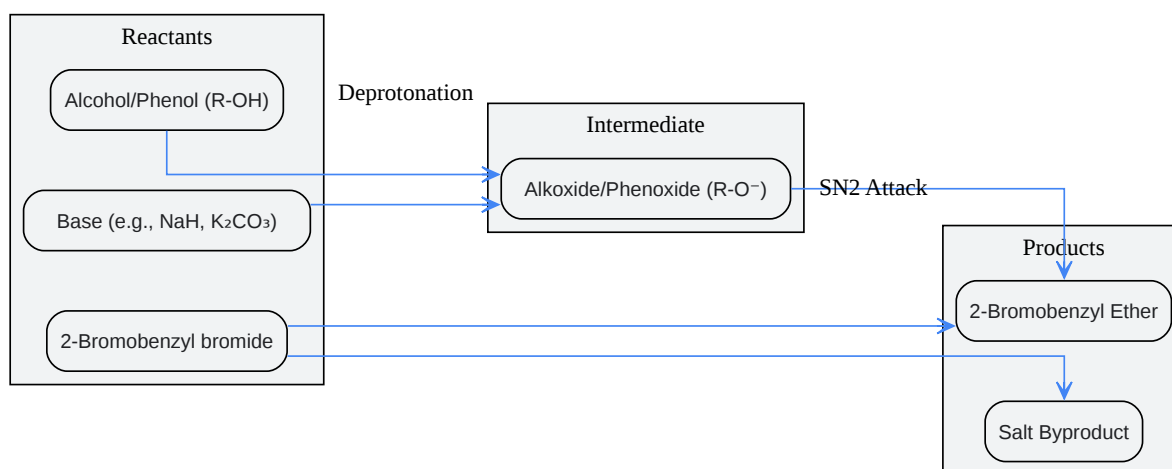 Reactants
Alcohol/Phenol (R-OH)
Deprotonation
Intermediate
Base (e.g., NaH, K₂CO₃)
Alkoxide/Phenoxide (R-O⁻)
SN2 Attack
Products
2-Bromobenzyl bromide
2-Bromobenzyl Ether
Salt Byproduct